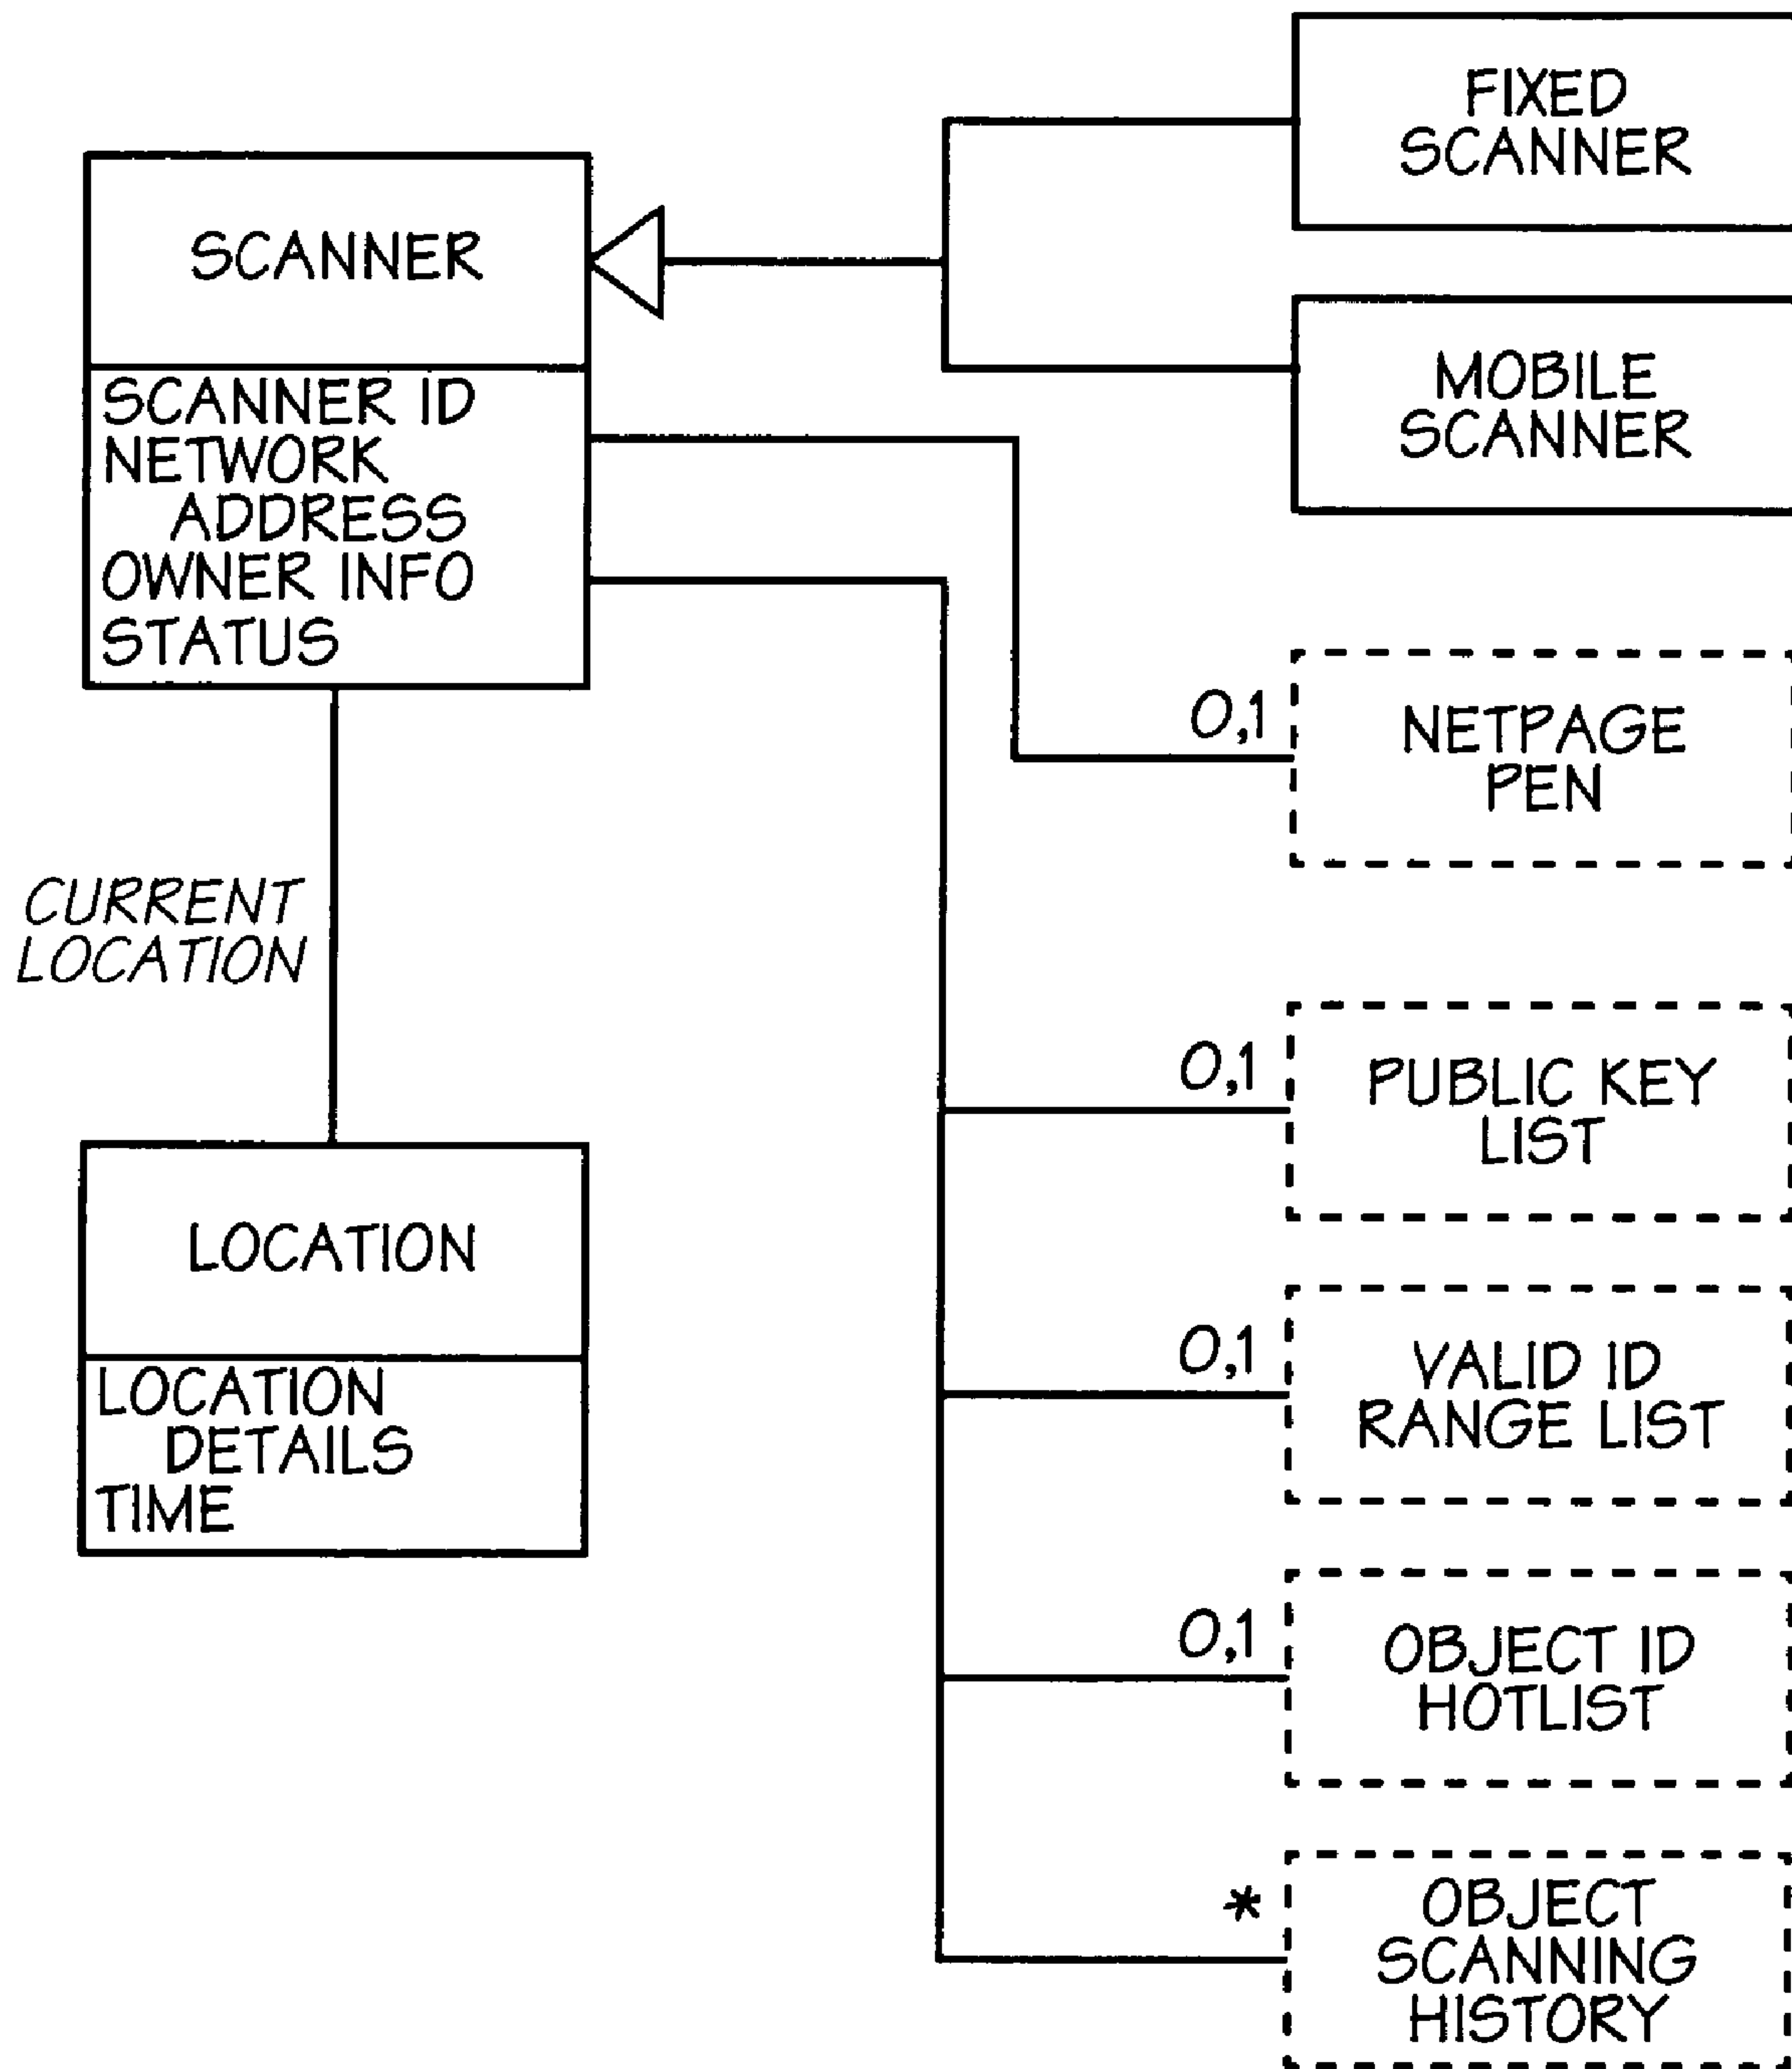 FIXED
SCANNER
SCANNER
MOBILE
SCANNER
SCANNER ID
NETWORK
ADDRESS
OWNER INFO
STATUS
0,1
NETPAGE
PEN
CURRENT
LOCATION
0,1
PUBLIC KEY
LIST
LOCATION
0,1
VALID ID
RANGE LIST
LOCATION
DETAILS
TIME
0,1
OBJECT ID
HOTLIST
*
OBJECT
SCANNING
HISTORY